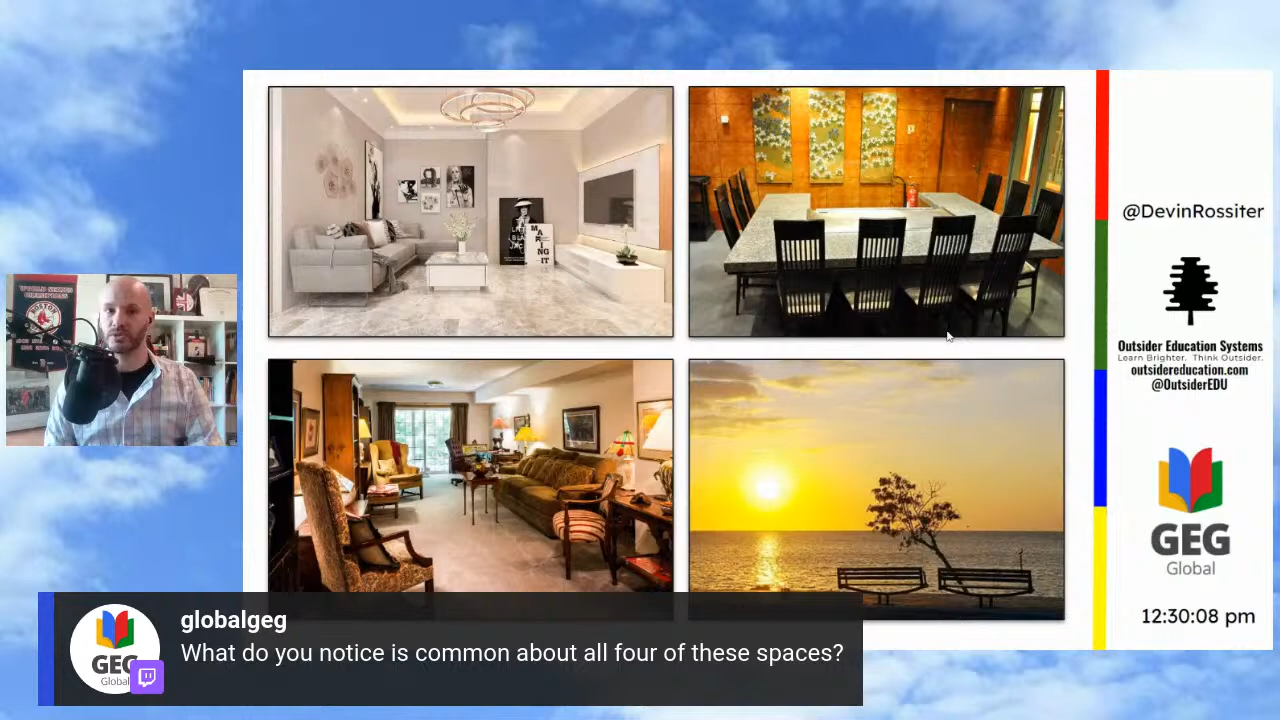 @DevinRossiter
Outsider Education Systems
Learn Brighter. Think Outsider.
outsidereducation.com
@OutsiderEDU
GEG
Global
12:30:08 pm
globalgeg
What do you notice is common about all four of these spaces?
GEG
Global
BOSTON